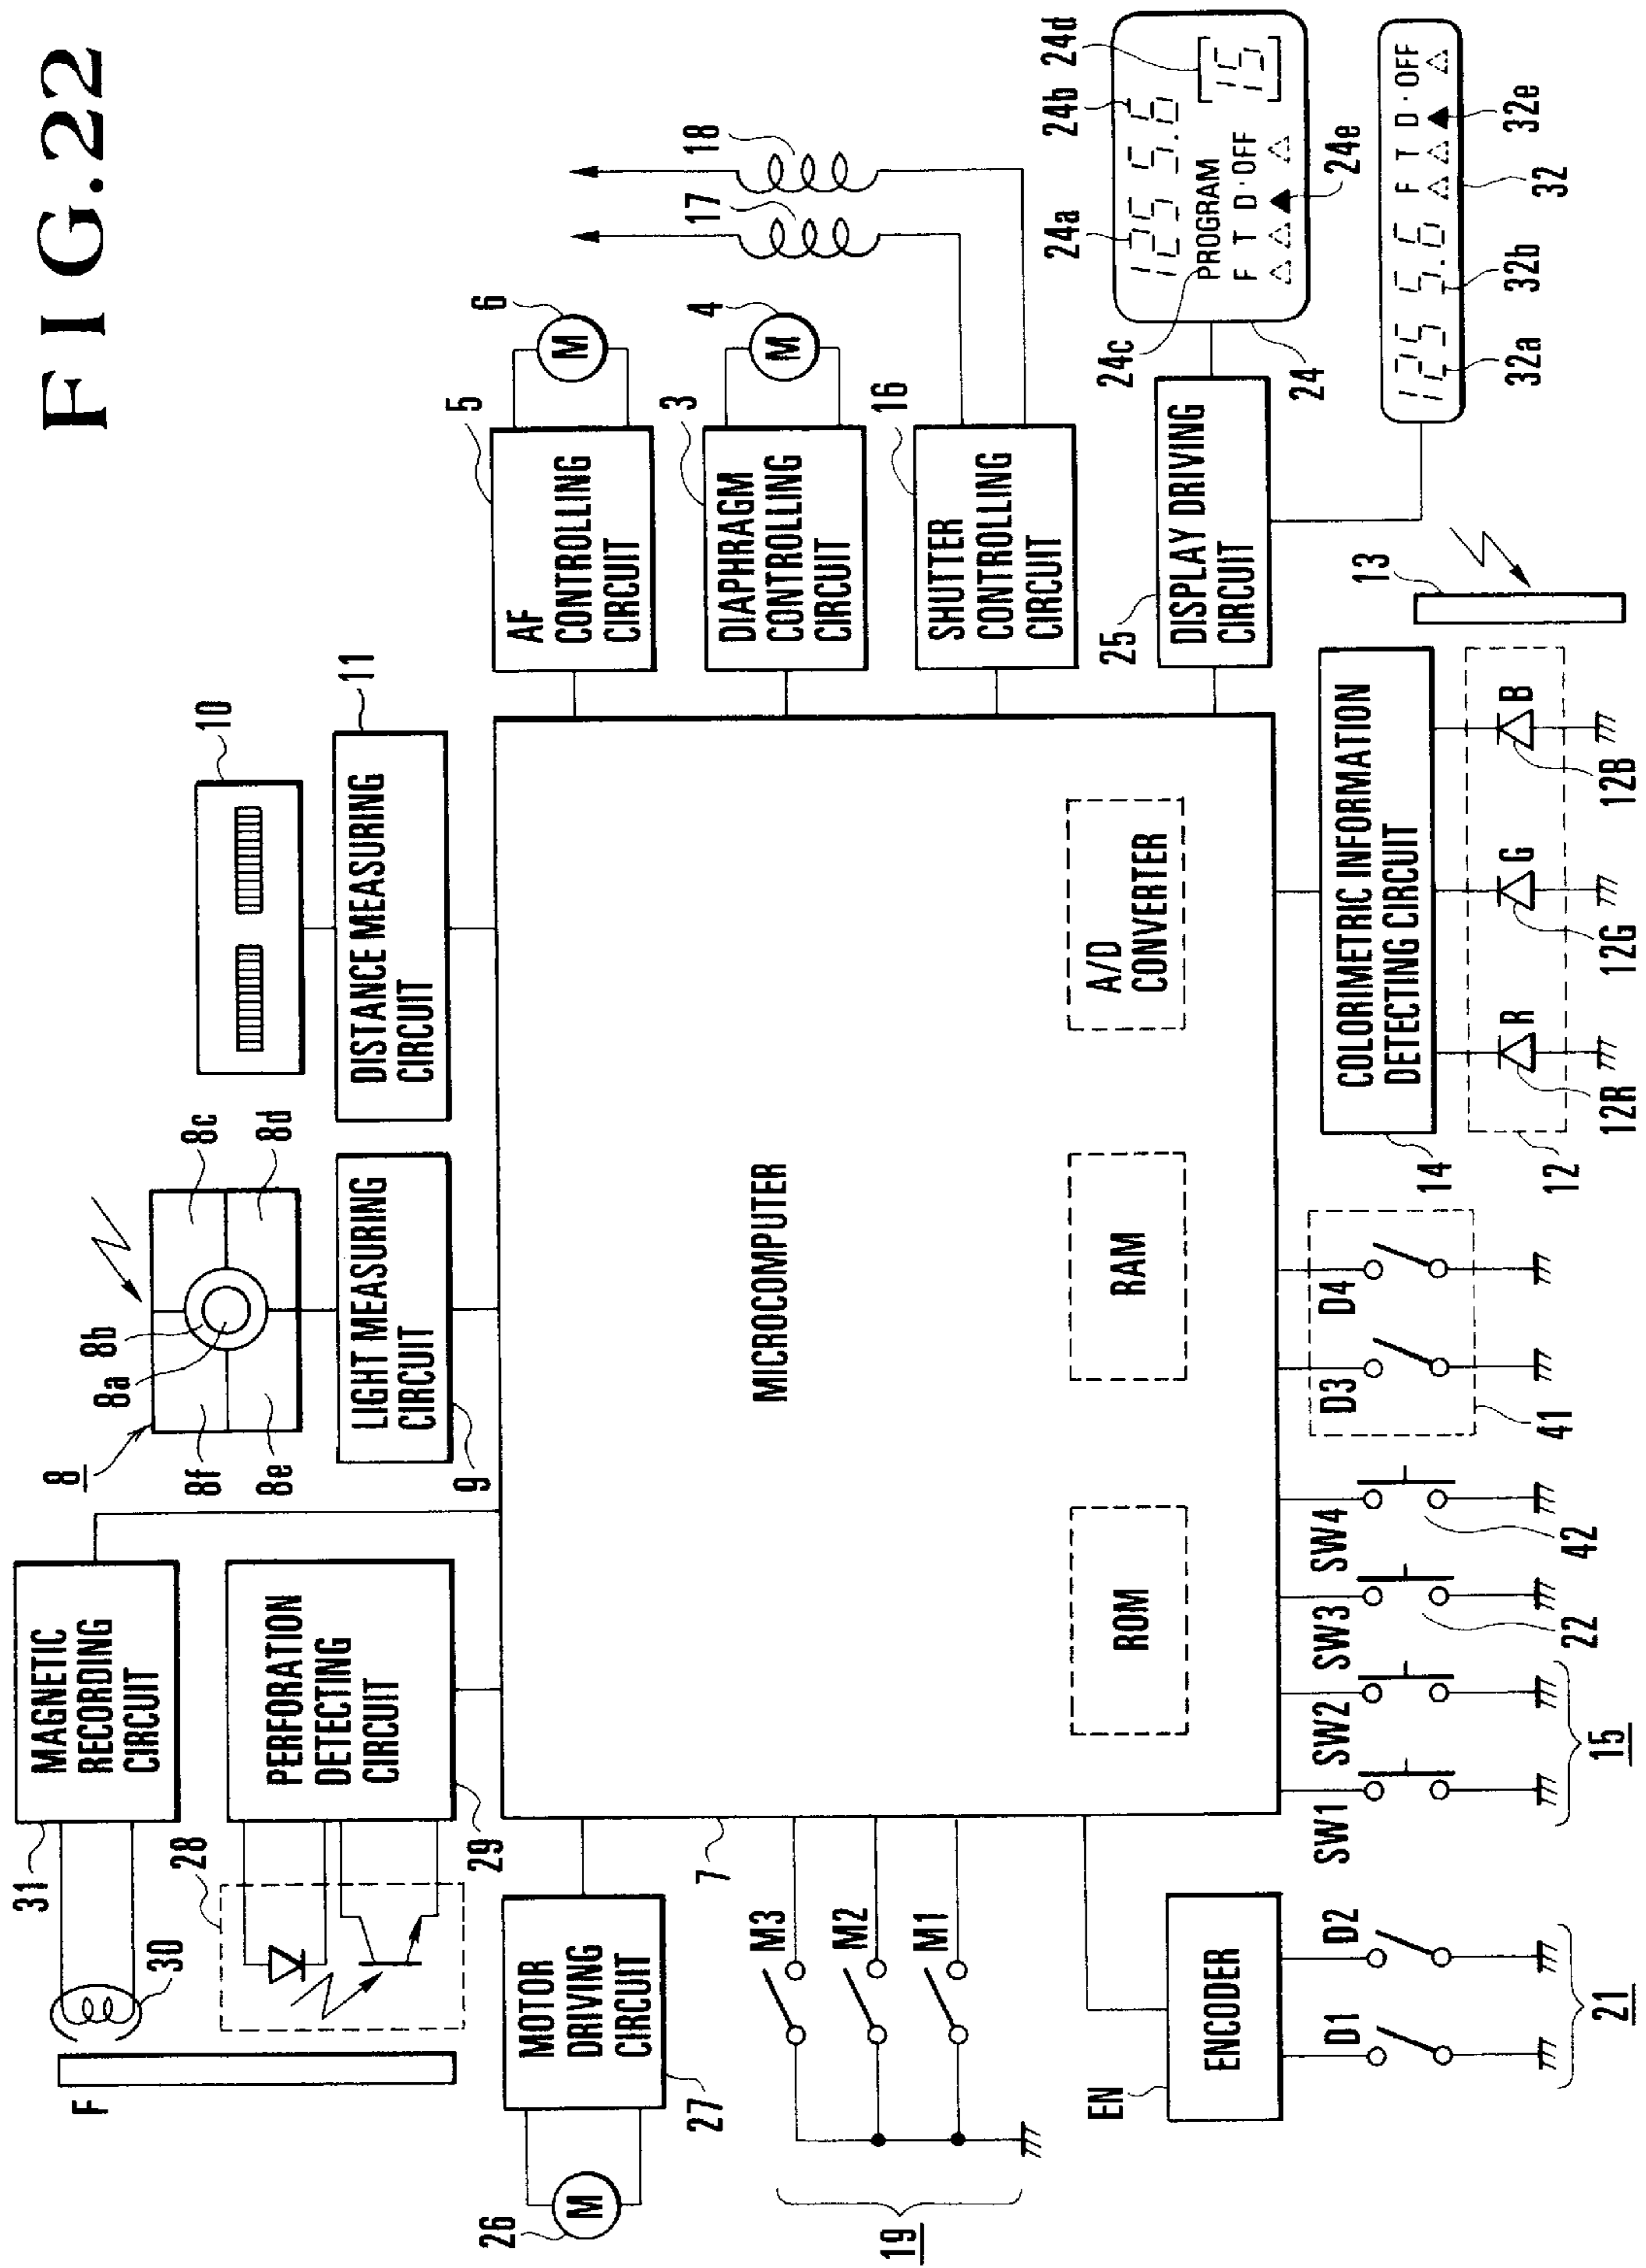 FIG.22
31
MAGNETIC
RECORDING
CIRCUIT
30
F
28
PERFORATION
DETECTING
CIRCUIT
29
8
8a
8b
8c
8d
8e
8f
LIGHT MEASURING
CIRCUIT
9
10
11
DISTANCE MEASURING
CIRCUIT
26
M
MOTOR
DRIVING
CIRCUIT
27
5
AF
CONTROLLING
CIRCUIT
M
6
3
DIAPHRAGM
CONTROLLING
CIRCUIT
M
4
16
SHUTTER
CONTROLLING
CIRCUIT
17
18
7
MICROCOMPUTER
ROM
RAM
A/D
CONVERTER
M3
M2
M1
19
EN
ENCODER
D1
D2
21
SW1
SW2
15
SW3
22
SW4
42
D3
D4
41
14
COLORIMETRIC INFORMATION
DETECTING CIRCUIT
12
R
G
B
12R
12G
12B
13
25
DISPLAY DRIVING
CIRCUIT
24a
24b
24d
125 5.6
24c
PROGRAM
[15]
F T D·OFF
24
24e
125 5.6 F T D·OFF
32a
32b
32
32e